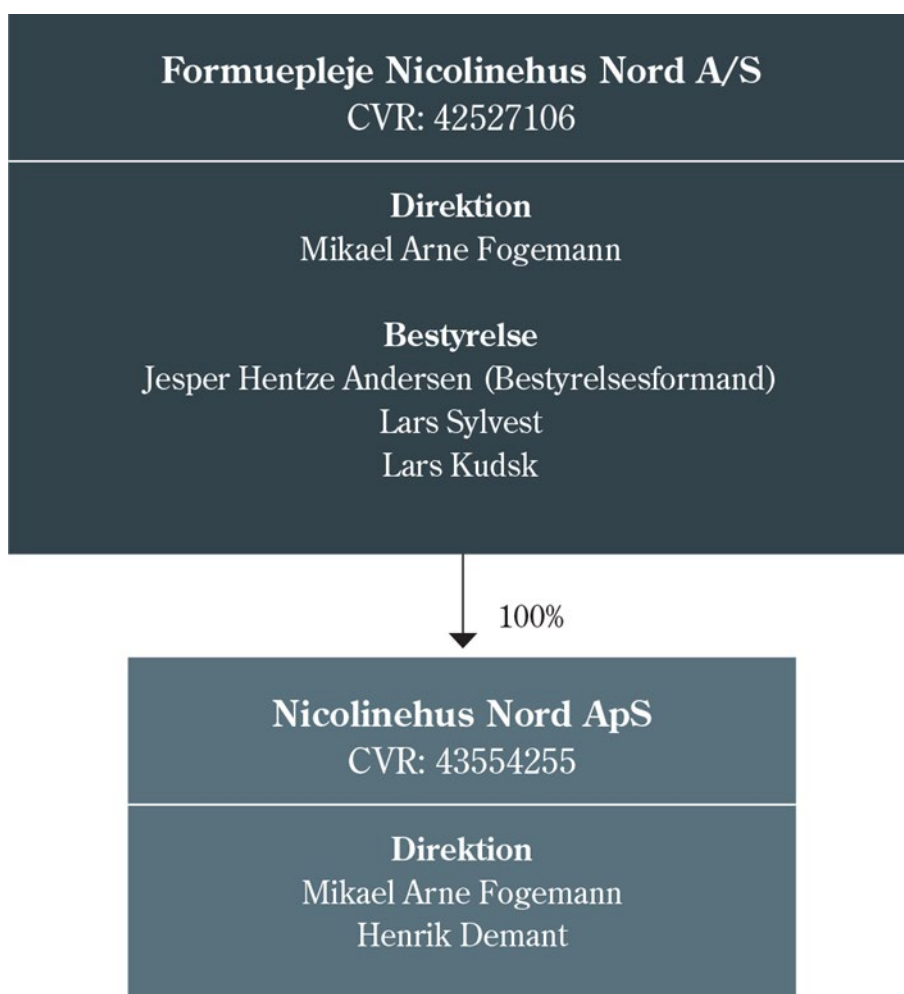 Formuepleje Nicolinehus Nord A/S
CVR: 42527106
Direktion
Mikael Arne Fogemann
Bestyrelse
Jesper Hentze Andersen (Bestyrelsesformand)
Lars Sylvest
Lars Kudsk
100%
Nicolinehus Nord ApS
CVR: 43554255
Direktion
Mikael Arne Fogemann
Henrik Demant